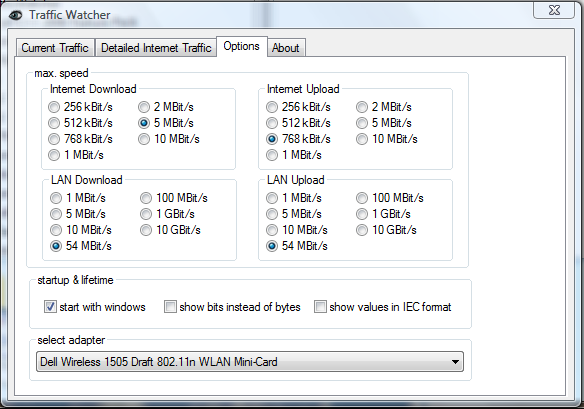 Traffic Watcher
Current Traffic Detailed Internet Traffic Options About
max. speed
Internet Download
256 kBit/s 2 MBit/s
512 kBit/s 5 MBit/s
768 kBit/s 10 MBit/s
1 MBit/s
Internet Upload
256 kBit/s 2 MBit/s
512 kBit/s 5 MBit/s
768 kBit/s 10 MBit/s
1 MBit/s
LAN Download
1 MBit/s 100 MBit/s
5 MBit/s 1 GBit/s
10 MBit/s 10 GBit/s
54 MBit/s
LAN Upload
1 MBit/s 100 MBit/s
5 MBit/s 1 GBit/s
10 MBit/s 10 GBit/s
54 MBit/s
startup & lifetime
start with windows show bits instead of bytes show values in IEC format
select adapter
Dell Wireless 1505 Draft 802.11n WLAN Mini-Card